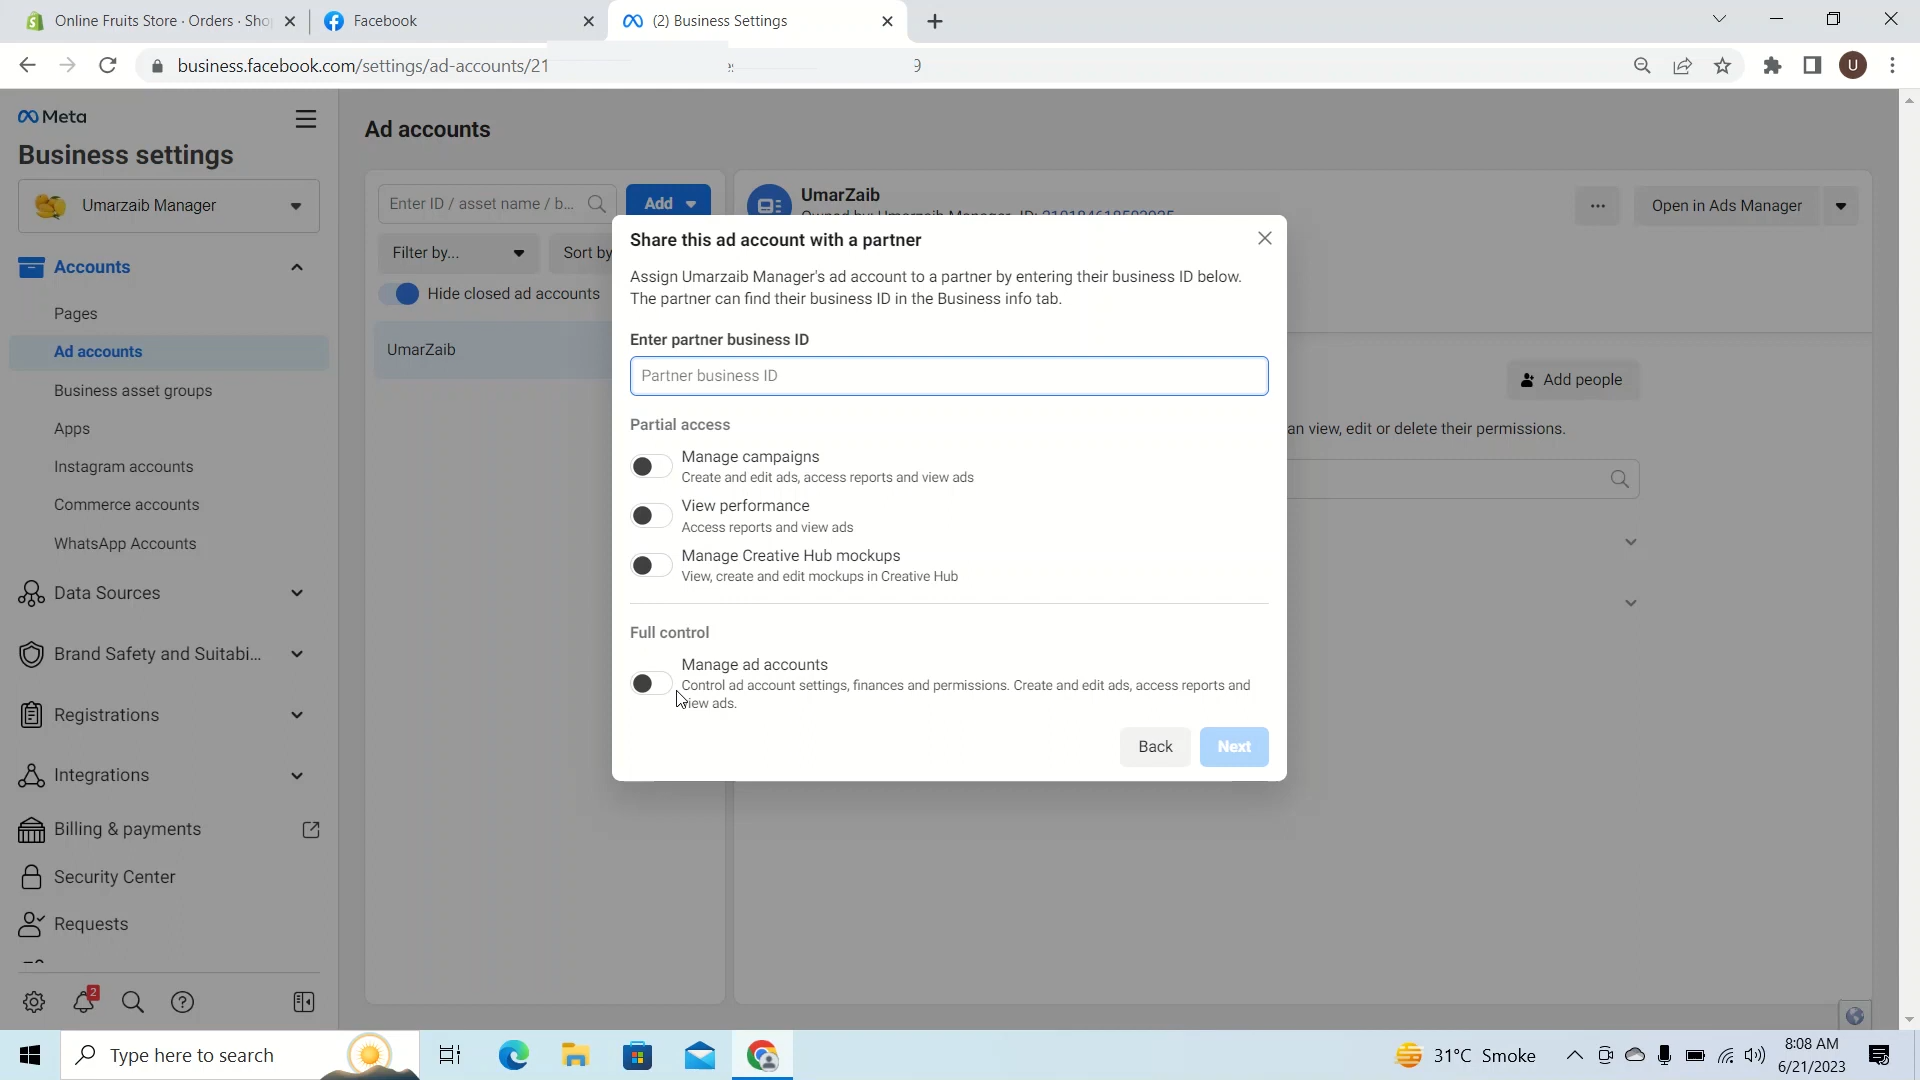 Online Fruits Store · Orders · Sho
Facebook
(2) Business Settings
business.facebook.com/settings/ad-accounts/21
9
U
Meta
Business settings
Umarzaib Manager
Accounts
Pages
Ad accounts
Business asset groups
Apps
Instagram accounts
Commerce accounts
WhatsApp Accounts
Data Sources
Brand Safety and Suitabi...
Registrations
Integrations
Billing & payments
Security Center
Requests
2
Ad accounts
Enter ID / asset name / b...
Add
Filter by...
Sort by
Hide closed ad accounts
UmarZaib
UmarZaib
Open in Ads Manager
Add people
an view, edit or delete their permissions.
Share this ad account with a partner
Assign Umarzaib Manager's ad account to a partner by entering their business ID below.
The partner can find their business ID in the Business info tab.
Enter partner business ID
Partner business ID
Partial access
Manage campaigns
Create and edit ads, access reports and view ads
View performance
Access reports and view ads
Manage Creative Hub mockups
View, create and edit mockups in Creative Hub
Full control
Manage ad accounts
Control ad account settings, finances and permissions. Create and edit ads, access reports and
view ads.
Back
Next
Type here to search
31°C Smoke
8:08 AM
6/21/2023